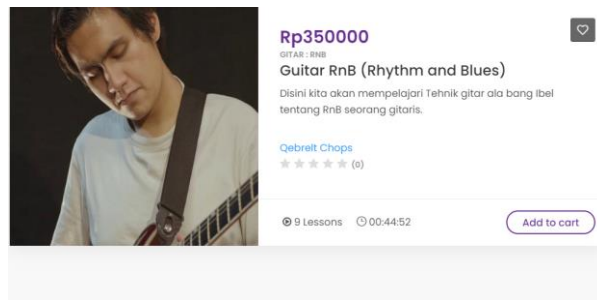 Rp350000
GITAR : RNB
Guitar RnB (Rhythm and Blues)
Disini kita akan mempelajari Tehnik gitar ala bang Ibel
tentang RnB seorang gitaris.
Qebrelt Chops
(0)
9 Lessons 00:44:52
Add to cart